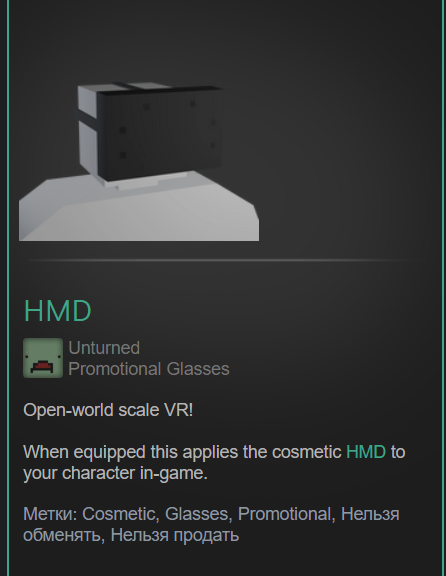 HMD
Unturned
Promotional Glasses
Open-world scale VR!
When equipped this applies the cosmetic HMD to
your character in-game.
Метки: Cosmetic, Glasses, Promotional, Нельзя
обменять, Нельзя продать